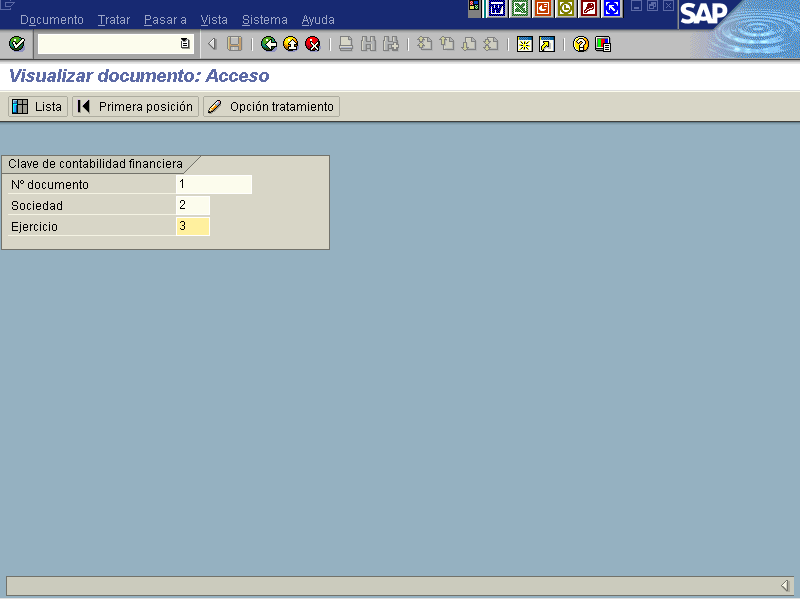 Documento Tratar Pasar a Vista Sistema Ayuda
SAP
Visualizar documento: Acceso
Lista Primera posición Opción tratamiento
Clave de contabilidad financiera
Nº documento 1
Sociedad 2
Ejercicio 3